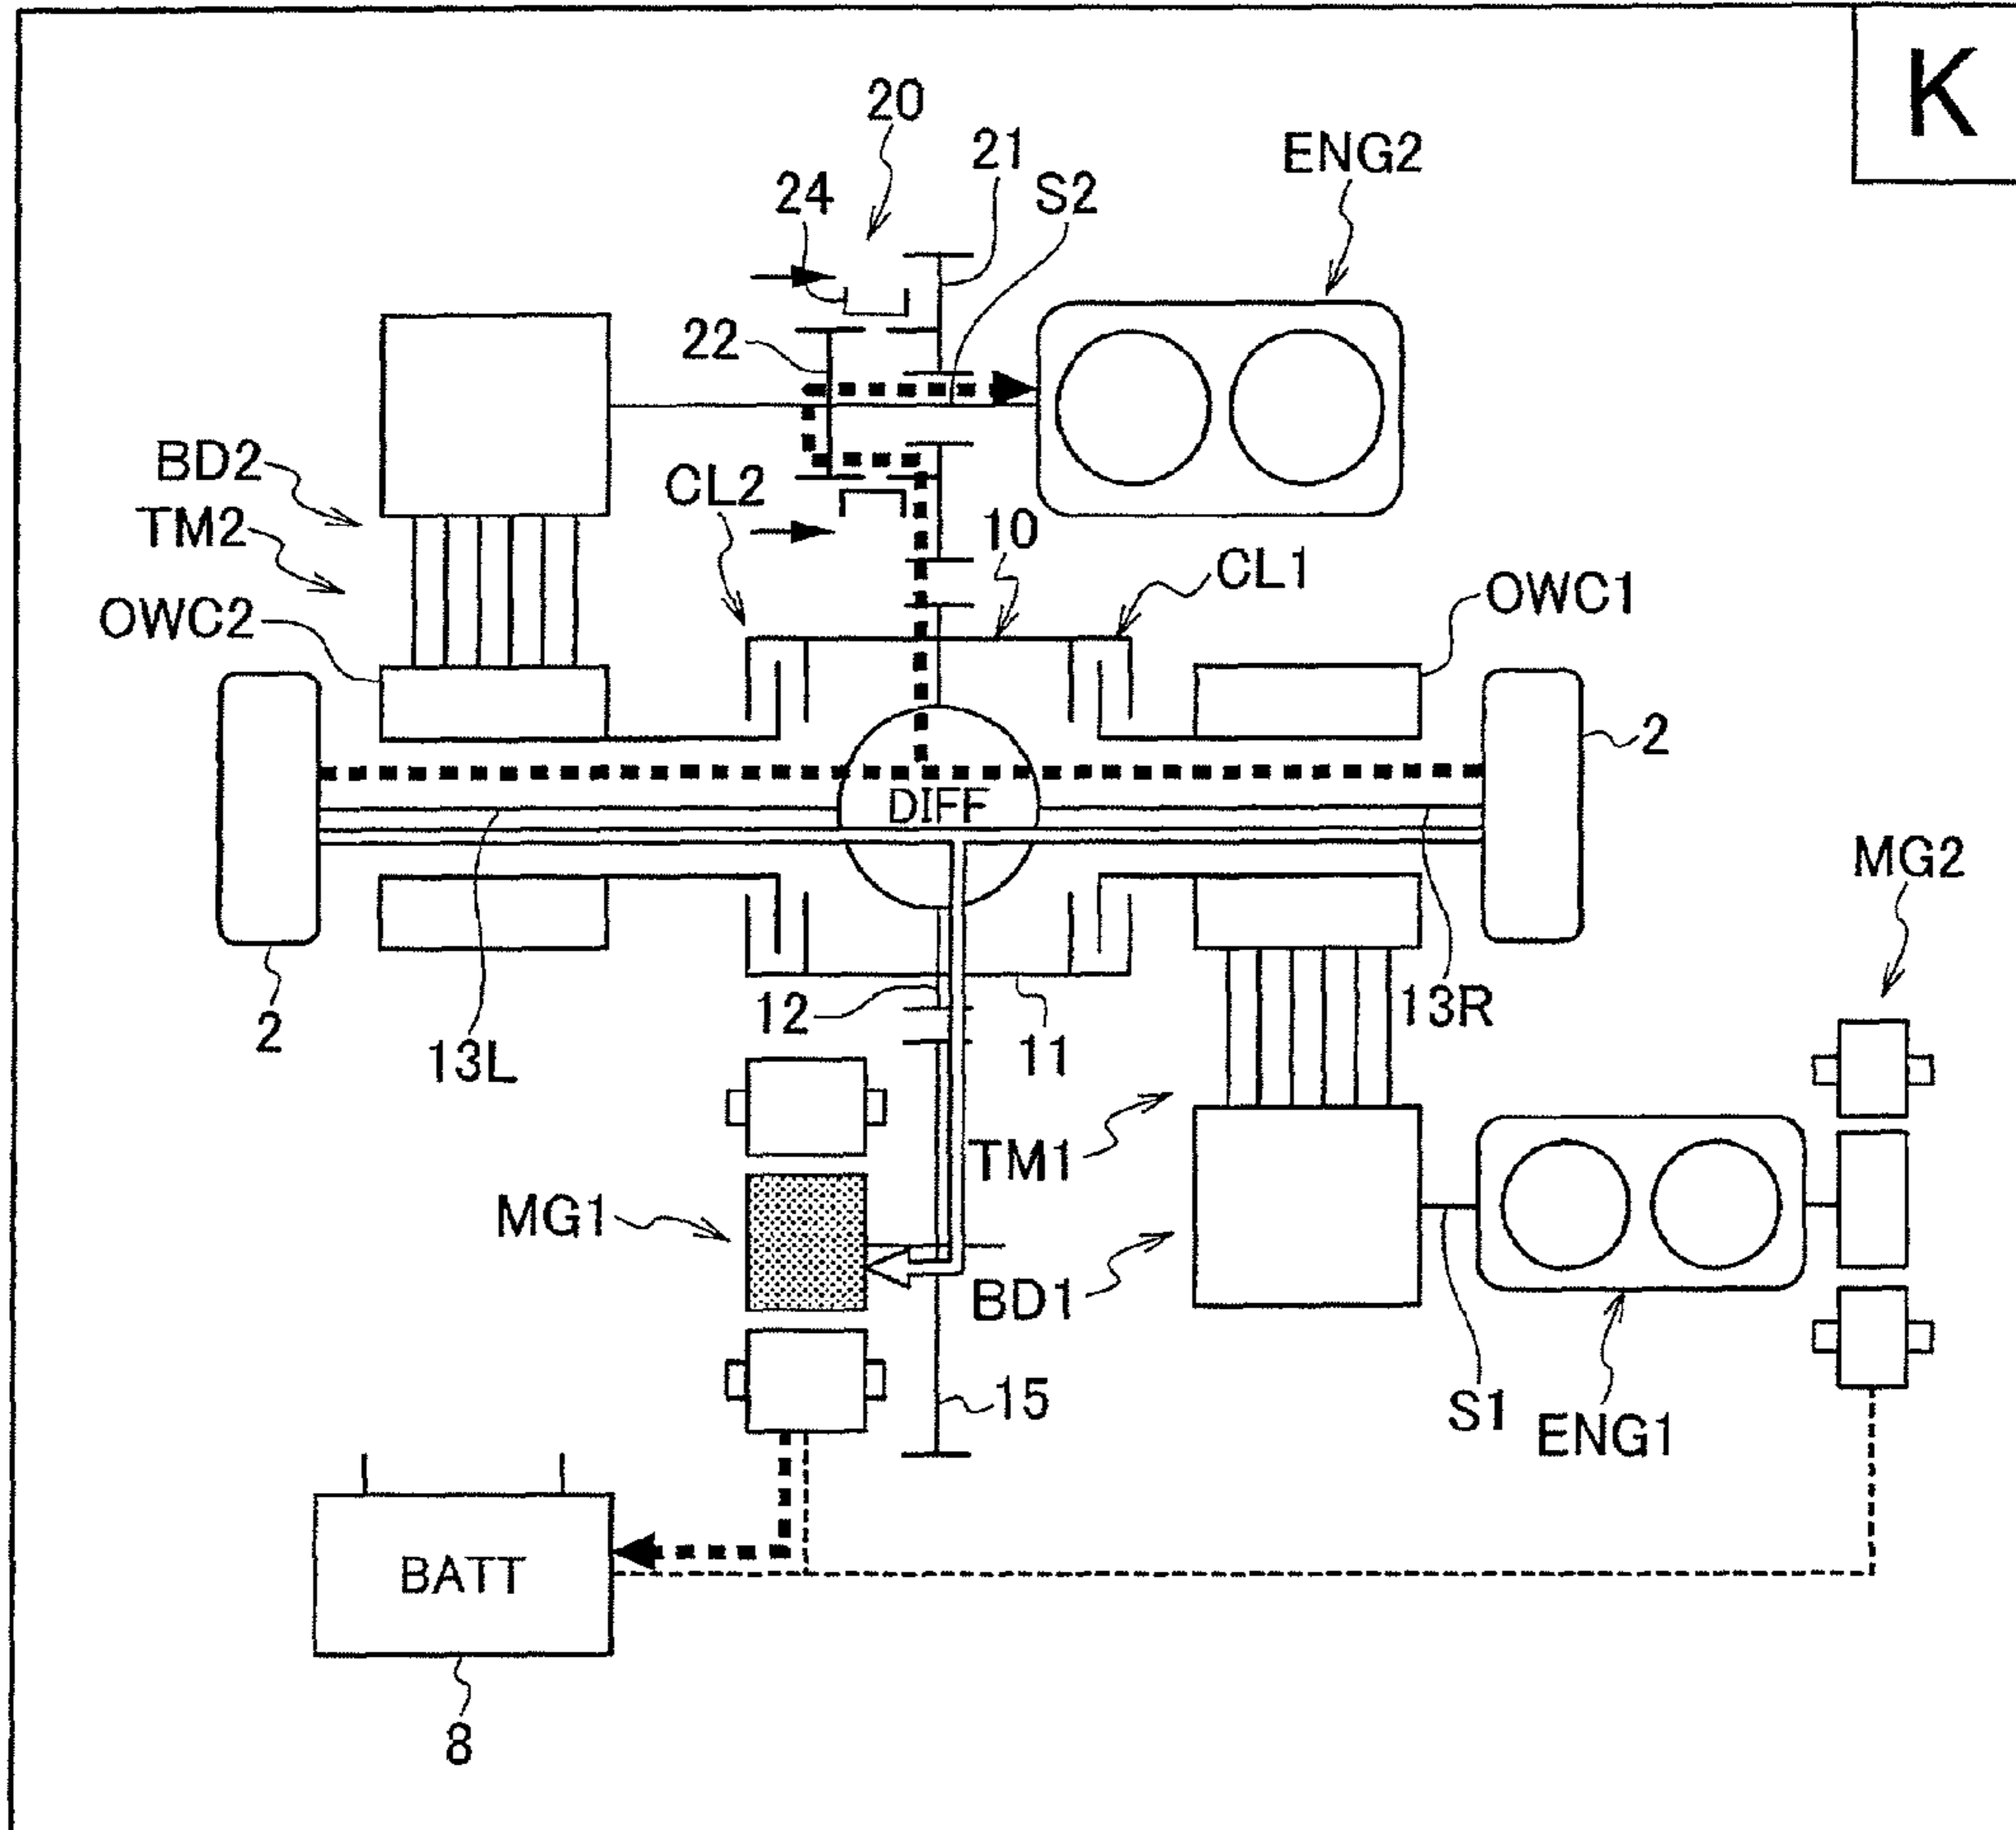 K
20
21
ENG2
24
S2
22
BD2
CL2
TM2
10
CL1
OWC2
OWC1
2
DIFF
MG2
12
13R
2
11
13L
TM1
MG1
BD1
15
S1
ENG1
BATT
8